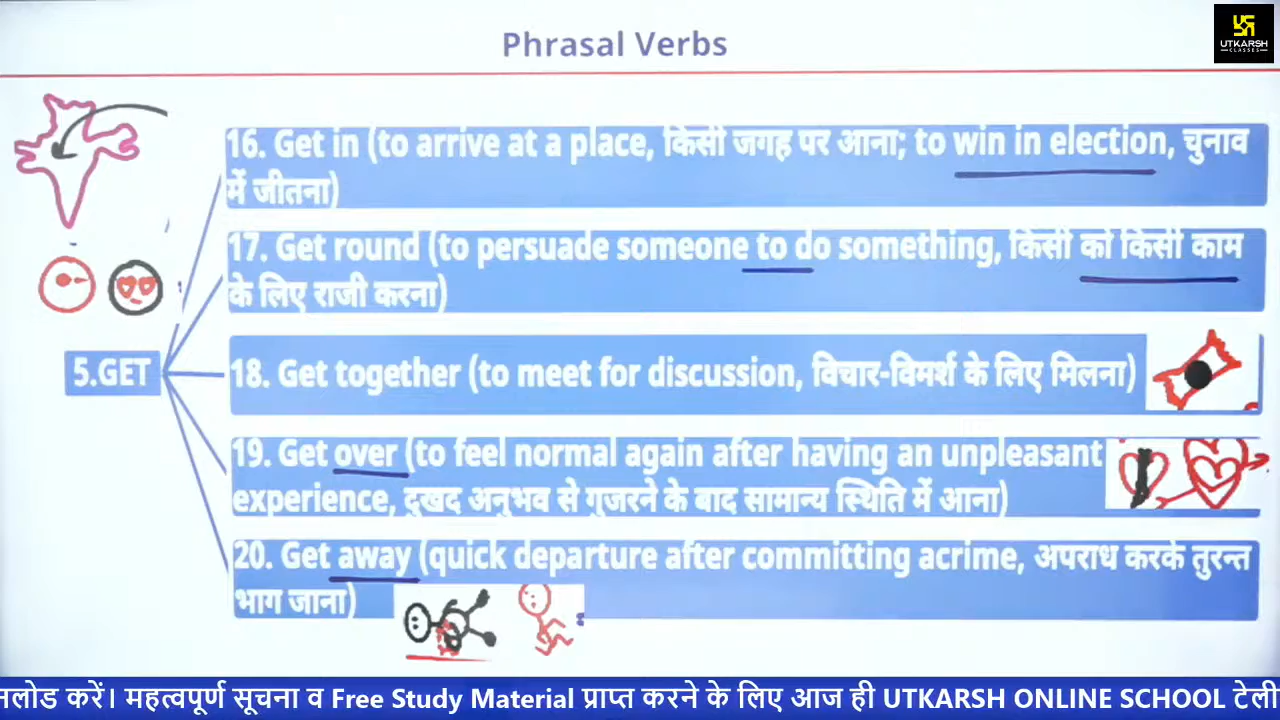 Phrasal Verbs
UTKARSH
CLASSES
16. Get in (to arrive at a place, किसी जगह पर आना; to win in election, चुनाव
में जीतना)
17. Get round (to persuade someone to do something, किसी को किसी काम
के लिए राजी करना)
5.GET
18. Get together (to meet for discussion, विचार-विमर्श के लिए मिलना)
19. Get over (to feel normal again after having an unpleasant
experience, दुखद अनुभव से गुजरने के बाद सामान्य स्थिति में आना)
20. Get away (quick departure after committing acrime, अपराध करके तुरन्त
भाग जाना)
नलोड करें। महत्वपूर्ण सूचना व Free Study Material प्राप्त करने के लिए आज ही UTKARSH ONLINE SCHOOL टेली